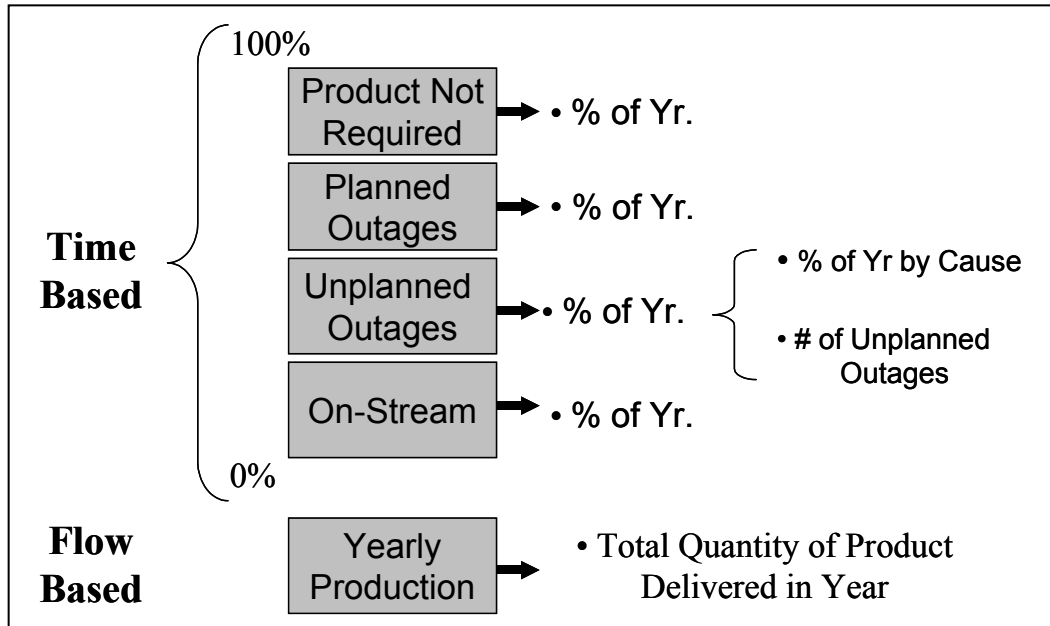 100%
Product Not
Required
• % of Yr.
Planned
Outages
• % of Yr.
Time
Based
Unplanned
Outages
• % of Yr.
• % of Yr by Cause
• # of Unplanned
Outages
On-Stream
• % of Yr.
0%
Flow
Based
Yearly
Production
• Total Quantity of Product
Delivered in Year